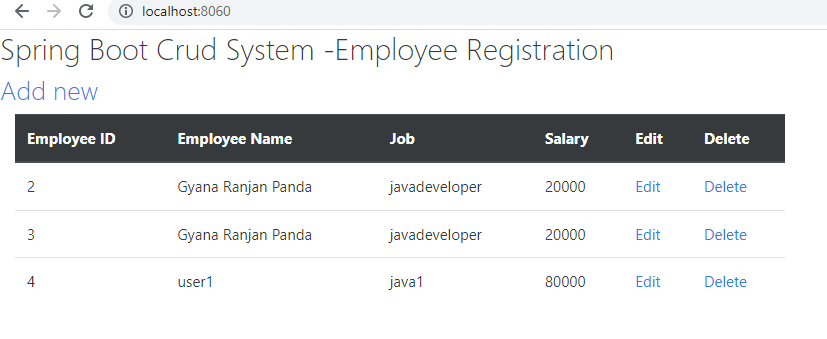 localhost:8060
Spring Boot Crud System -Employee Registration
Add new
Employee ID Employee Name Job Salary Edit Delete
2 Gyana Ranjan Panda javadeveloper 20000 Edit Delete
3 Gyana Ranjan Panda javadeveloper 20000 Edit Delete
4 user1 java1 80000 Edit Delete